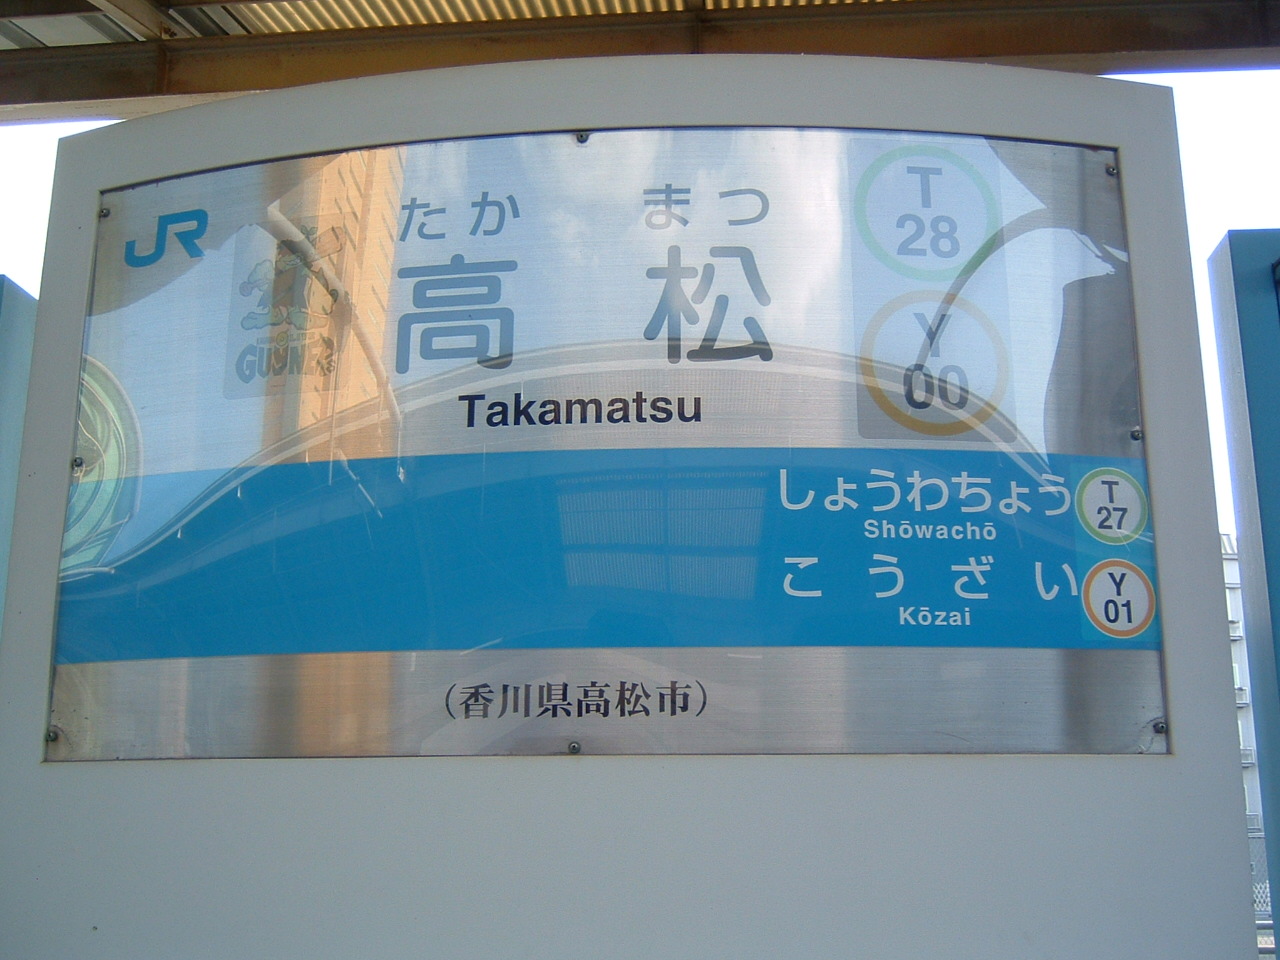 JR
たか まつ
高 松
Takamatsu
T
28
Y
00
しょうわちょう
Shōwachō
T
27
こうざい
Kōzai
Y
01
(香川県高松市)